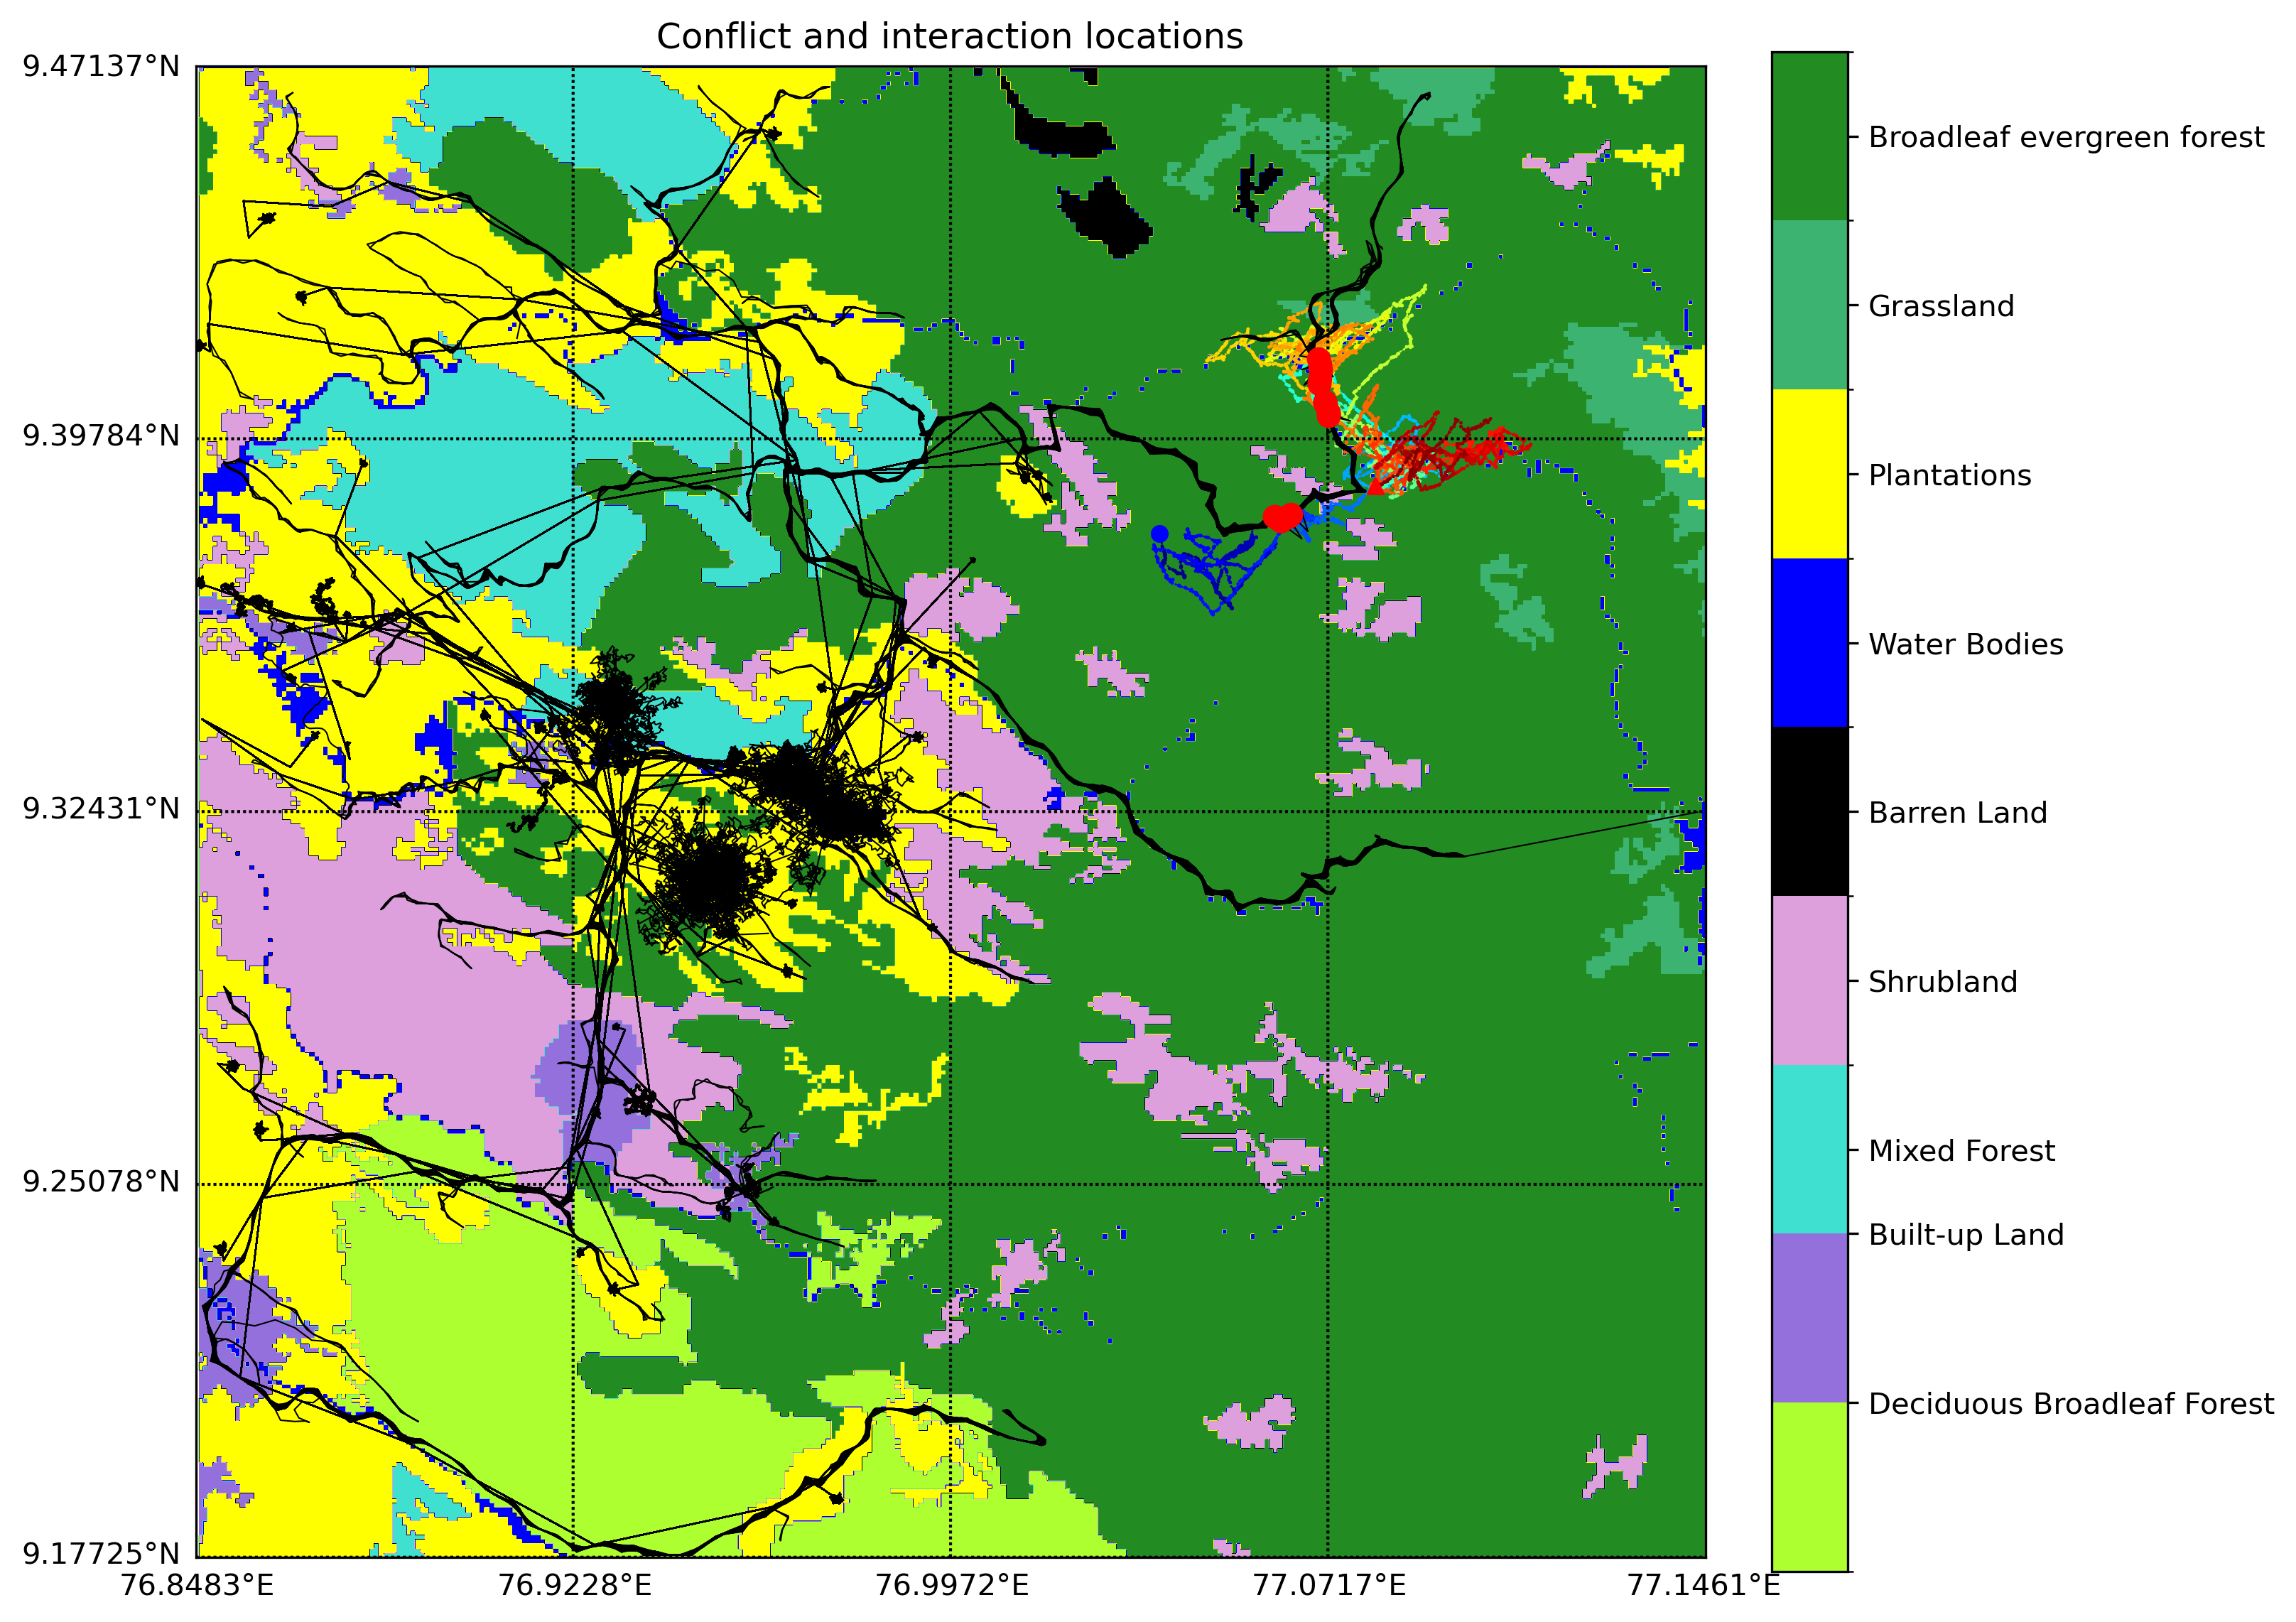 Conflict and interaction locations
9.47137°N
9.39784°N
9.32431°N
9.25078°N
9.17725°N
76.8483°E
76.9228°E
76.9972°E
77.0717°E
77.1461°E
Broadleaf evergreen forest
Grassland
Plantations
Water Bodies
Barren Land
Shrubland
Mixed Forest
Built-up Land
Deciduous Broadleaf Forest